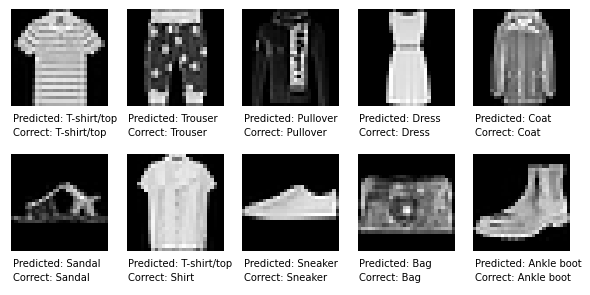 Predicted: T-shirt/top
Correct: T-shirt/top
Predicted: Trouser
Correct: Trouser
Predicted: Pullover
Correct: Pullover
Predicted: Dress
Correct: Dress
Predicted: Coat
Correct: Coat
Predicted: Sandal
Correct: Sandal
Predicted: T-shirt/top
Correct: Shirt
Predicted: Sneaker
Correct: Sneaker
Predicted: Bag
Correct: Bag
Predicted: Ankle boot
Correct: Ankle boot